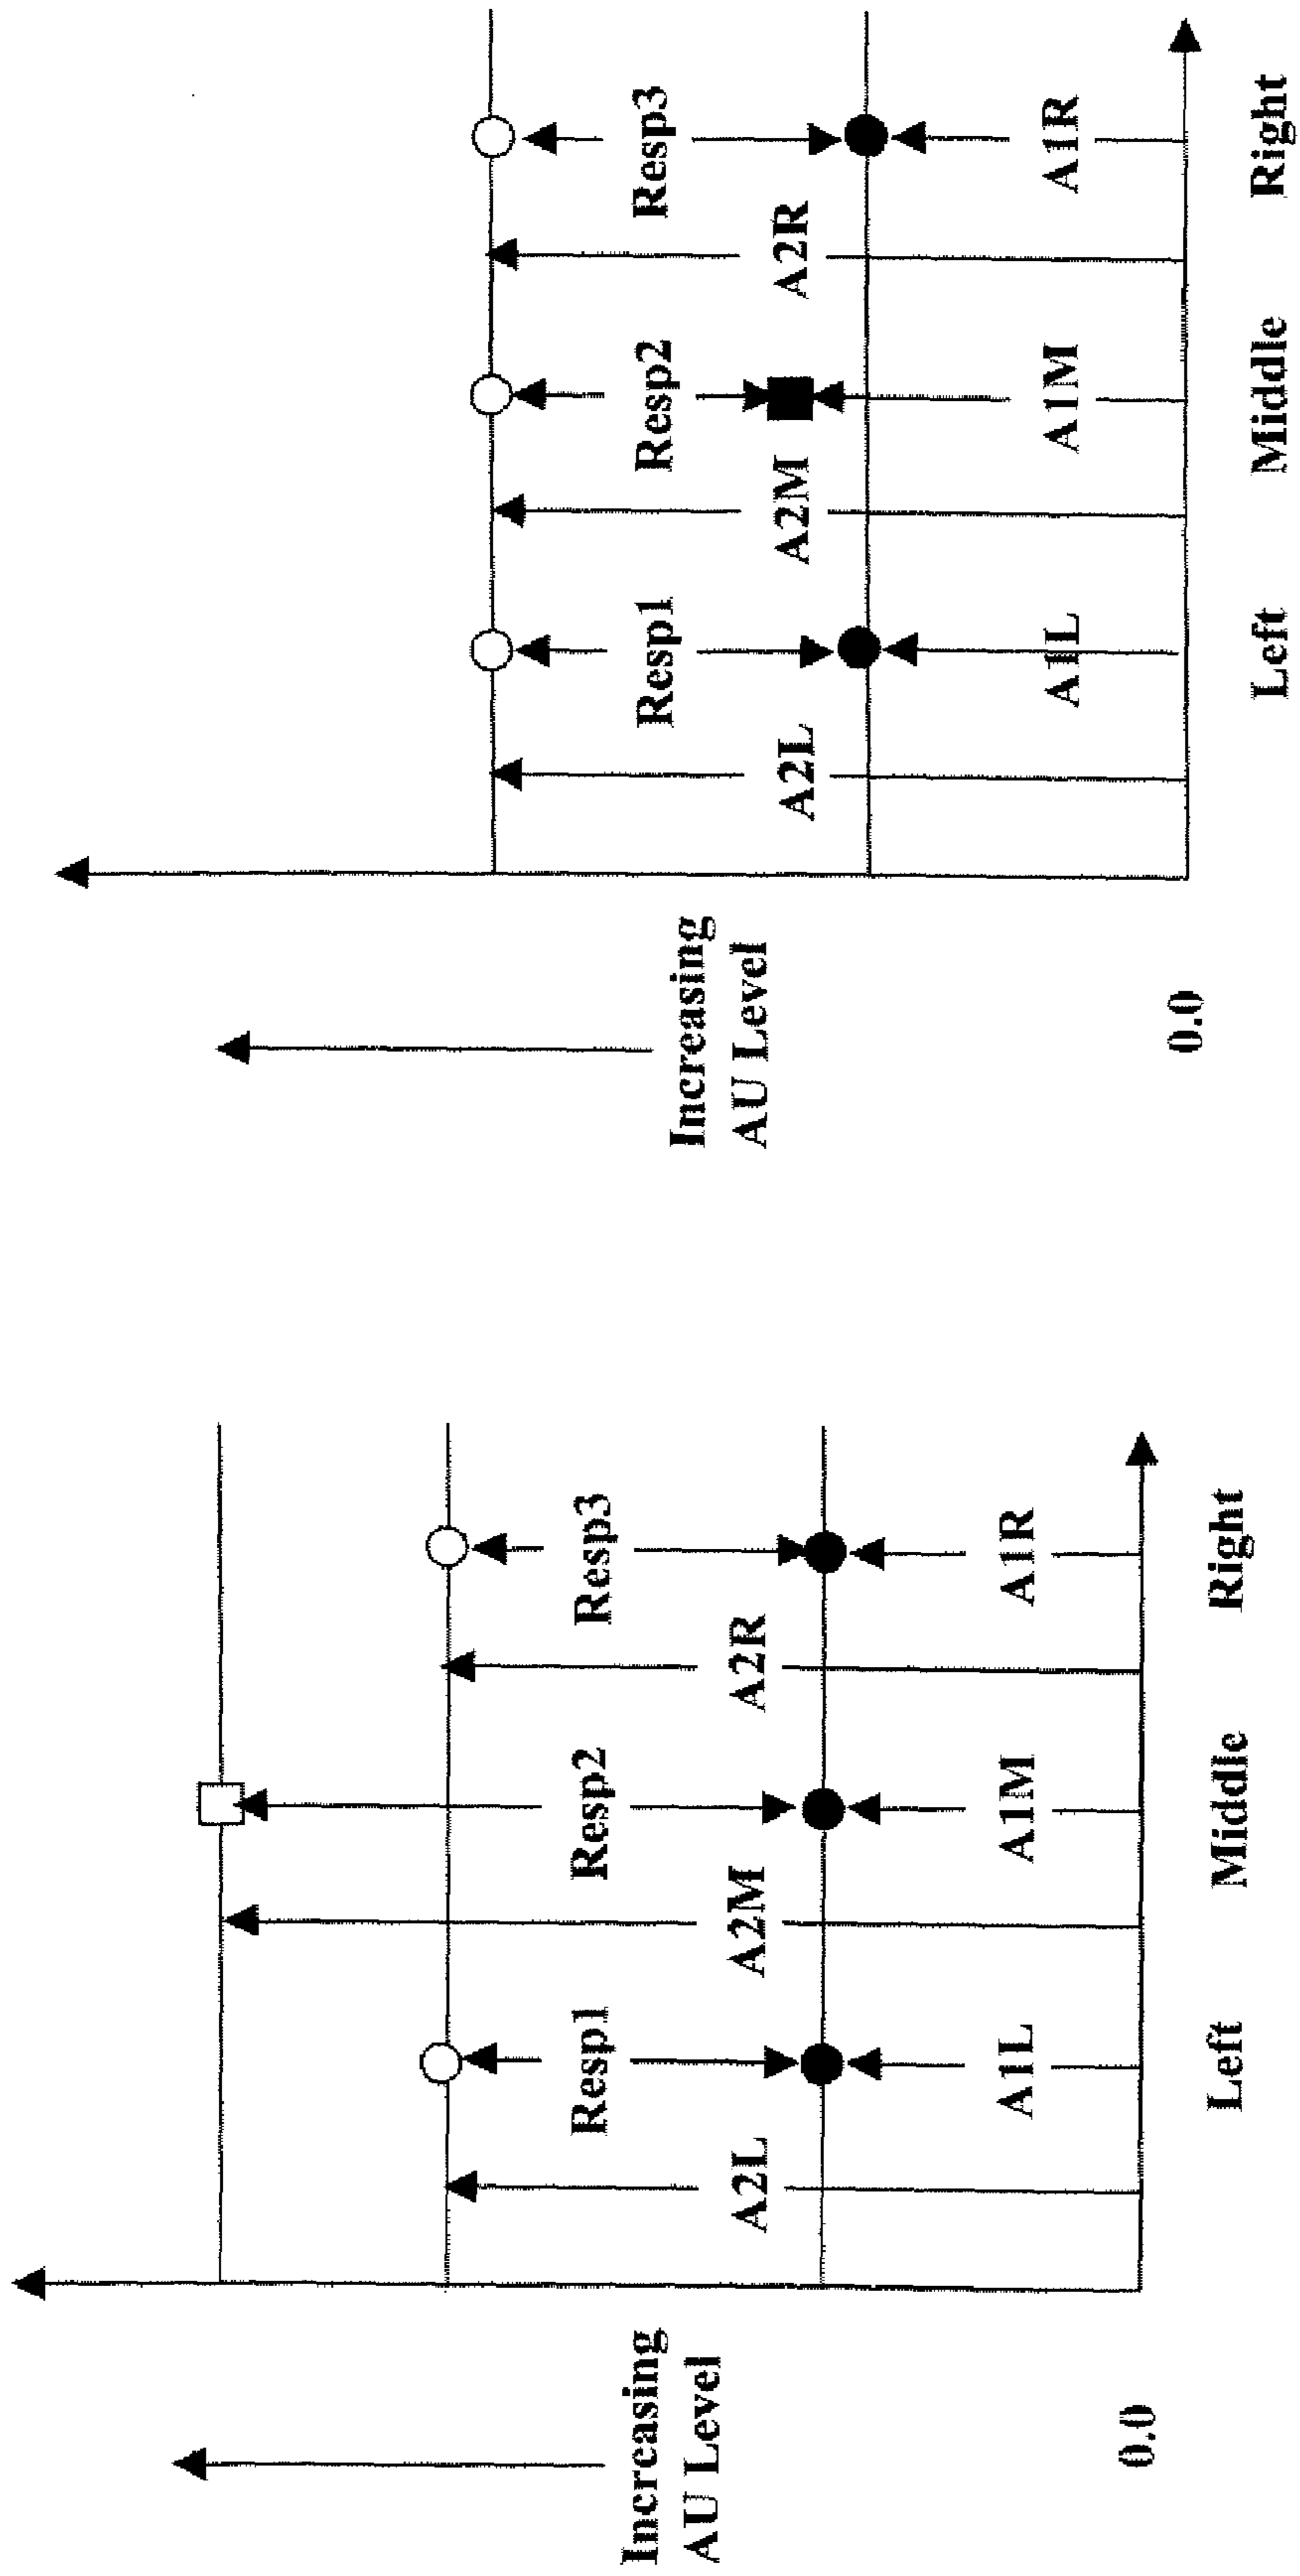 Increasing
AU Level
0.0
A2L
Resp1
A1L
A2M
Resp2
A1M
A2R
Resp3
A1R
Left
Middle
Right
Increasing
AU Level
0.0
A2L
Resp1
A1L
A2M
Resp2
A1M
A2R
Resp3
A1R
Left
Middle
Right